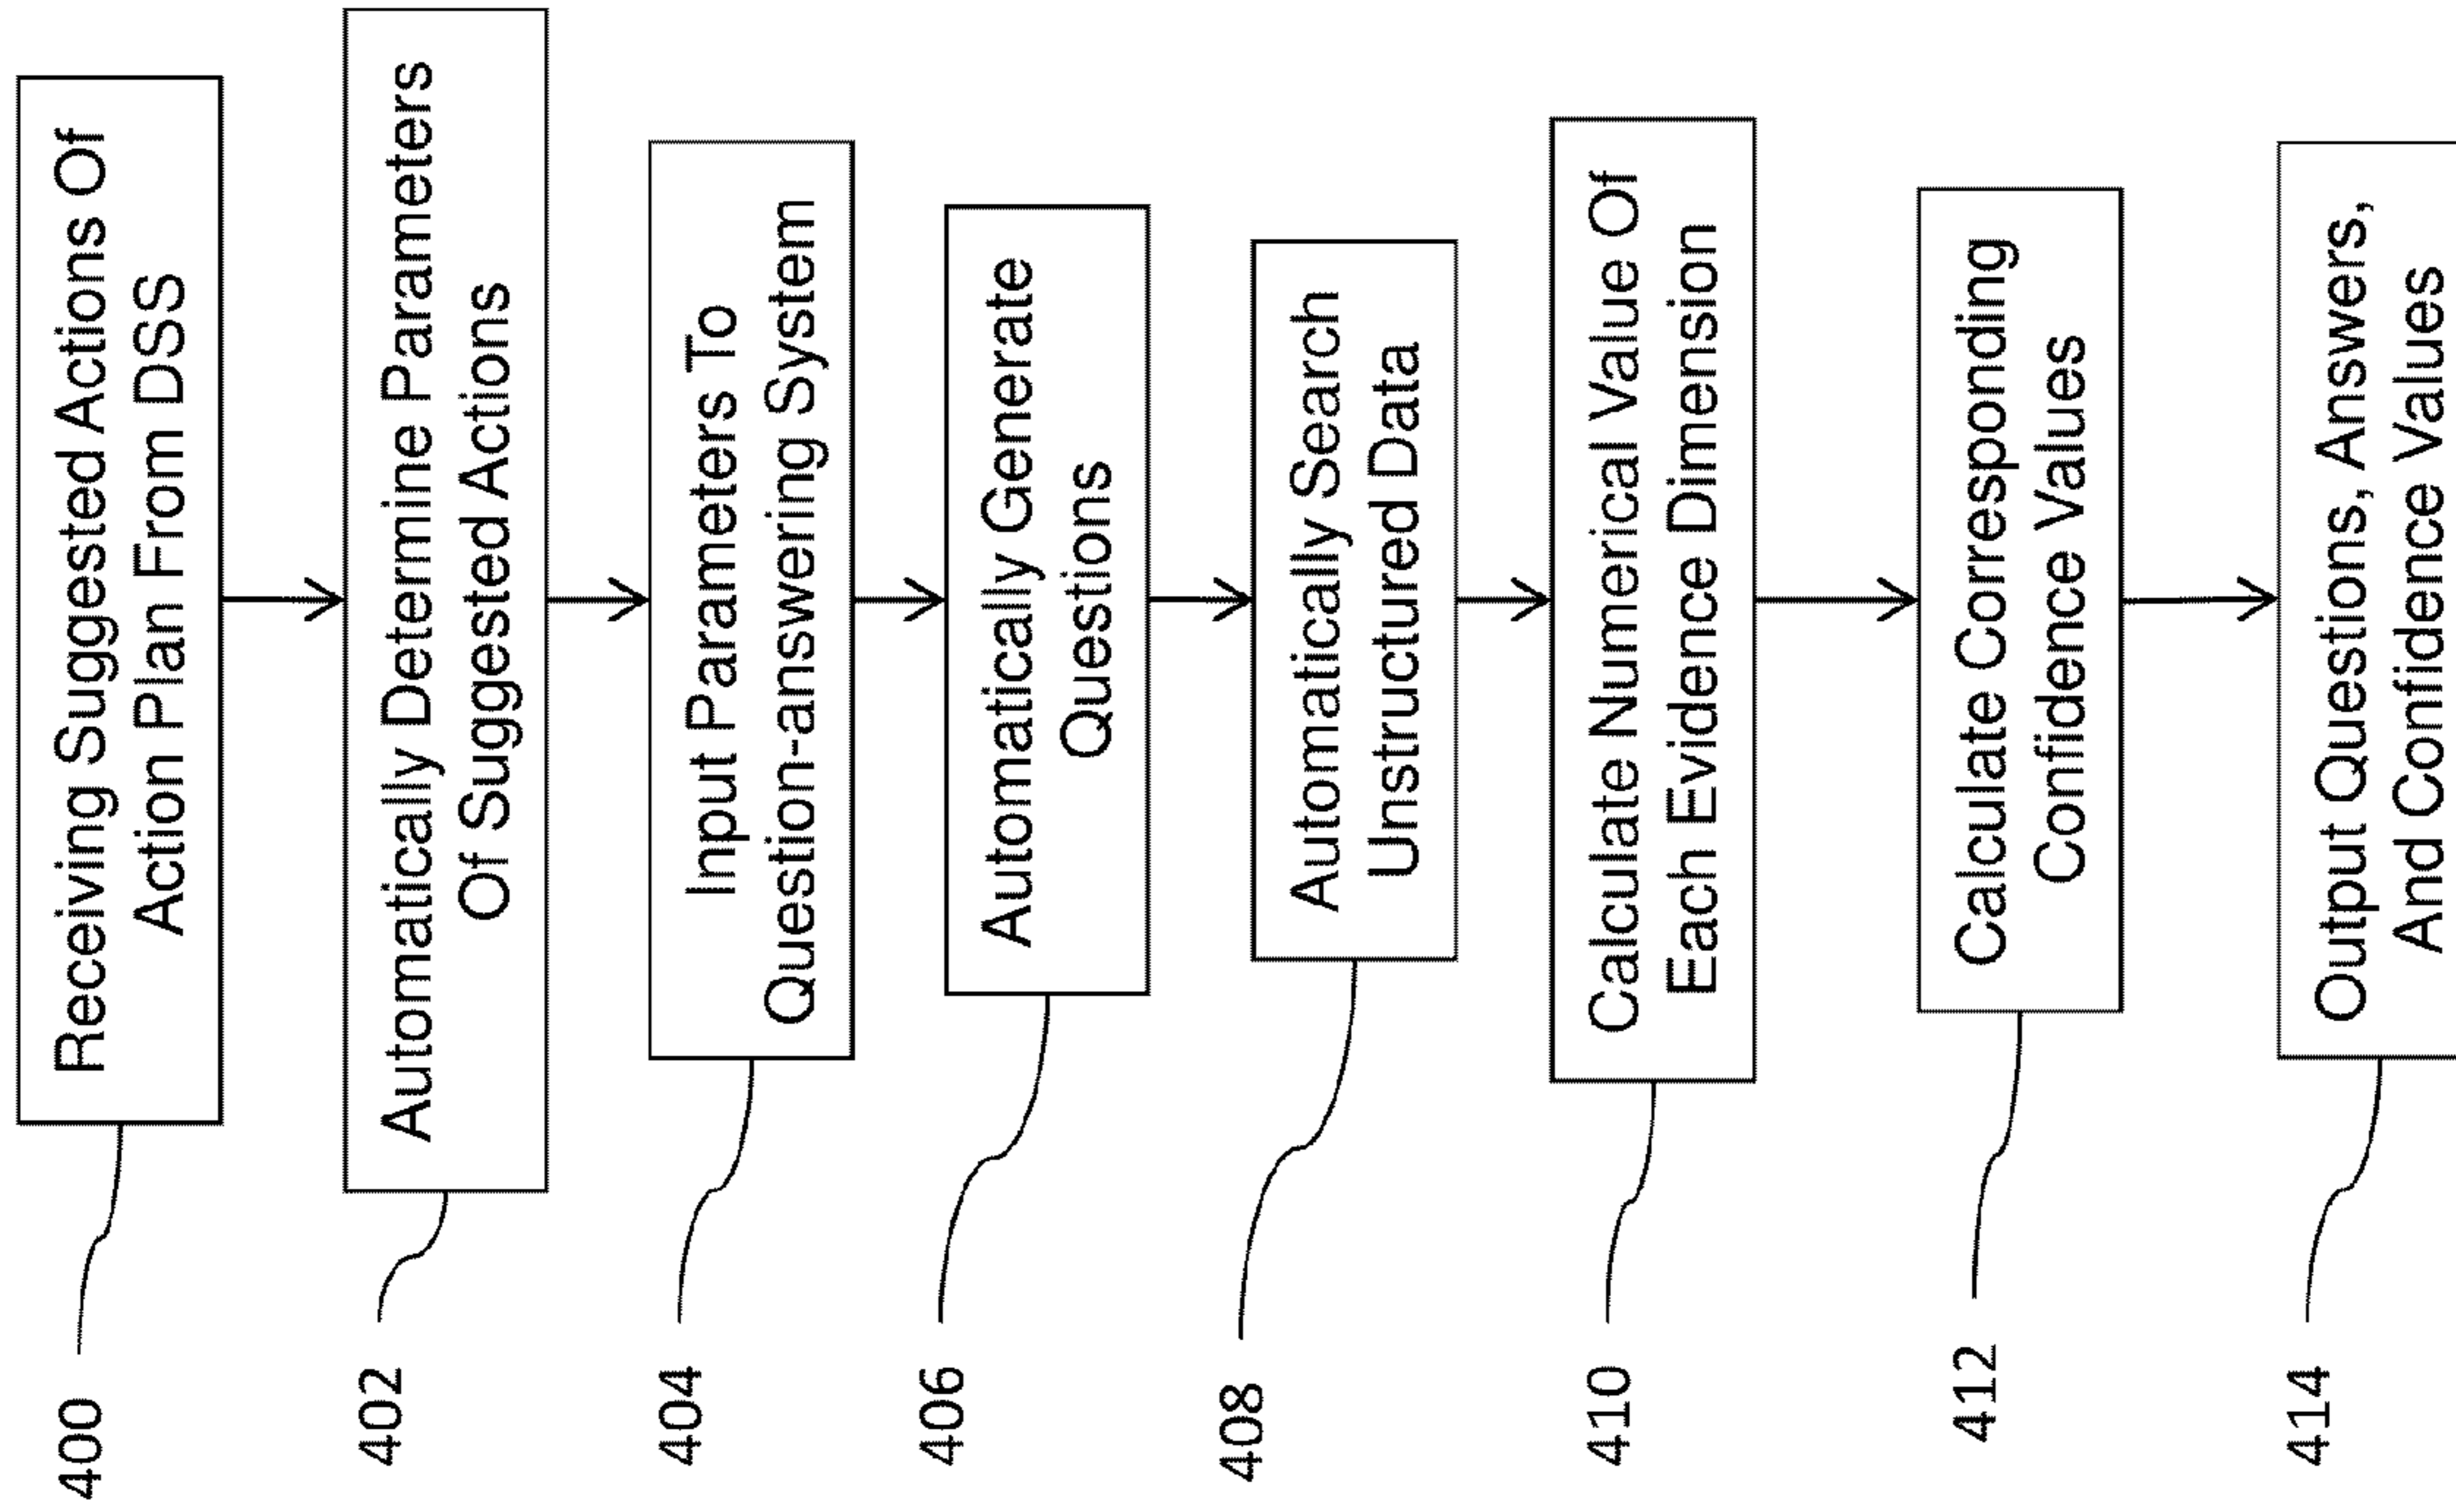 400
Receiving Suggested Actions Of
Action Plan From DSS
402
Automatically Determine Parameters
Of Suggested Actions
404
Input Parameters To
Question-answering System
406
Automatically Generate
Questions
408
Automatically Search
Unstructured Data
410
Calculate Numerical Value Of
Each Evidence Dimension
412
Calculate Corresponding
Confidence Values
414
Output Questions, Answers,
And Confidence Values